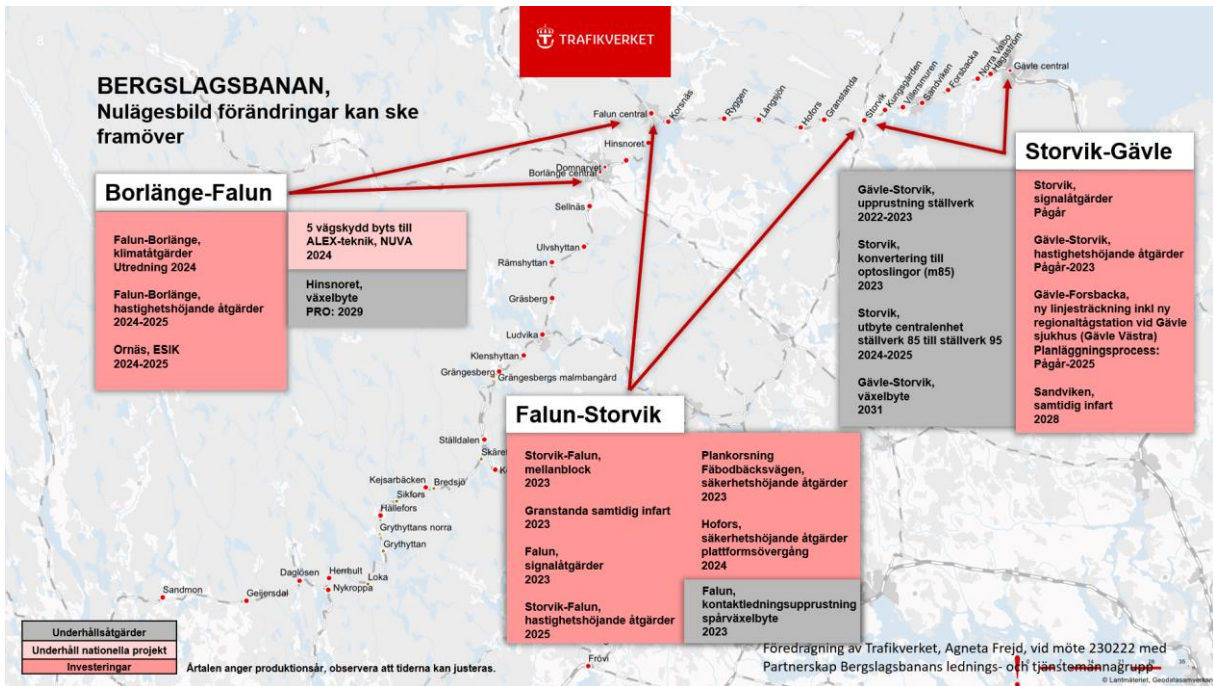 TRAFIKVERKET
BERGSLAGSBANAN,
Nulägesbild förändringar kan ske
framöver
Falun central
Korsnäs
Ryggen
Långsjön
Hofors
Granstanda
Storvik
Kungsgården
Villersmuren
Sandviken
Forsbacka
Norra Valbo
Hagaström
Gävle central
Hinsnoret
Domnarvet
Borlänge central
Sellnäs
Ulvshyttan
Rämshyttan
Gräsberg
Ludvika
Klenshyttan
Grängesberg
Grängesbergs malmbangård
Ställdalen
Kejsarbäcken
Bredsjö
Sikfors
Hällefors
Grythyttans norra
Grythyttan
Loka
Herrhult
Nykroppa
Daglösen
Geijersdal
Sandmon
Frövi
Borlänge-Falun
Falun-Borlänge,
klimatåtgärder
Utredning 2024
Falun-Borlänge,
hastighetshöjande åtgärder
2024-2025
Ornäs, ESIK
2024-2025
5 vägskydd byts till
ALEX-teknik, NUVA
2024
Hinsnoret,
växelbyte
PRO: 2029
Falun-Storvik
Storvik-Falun,
mellanblock
2023
Granstanda samtidig infart
2023
Falun,
signalåtgärder
2023
Storvik-Falun,
hastighetshöjande åtgärder
2025
Plankorsning
Fäbodbäcksvägen,
säkerhetshöjande åtgärder
2023
Hofors,
säkerhetshöjande åtgärder
plattformsövergång
2024
Falun,
kontaktledningsupprustning
spårväxelbyte
2023
Storvik-Gävle
Gävle-Storvik,
upprustning ställverk
2022-2023
Storvik,
konvertering till
optoslingor (m85)
2023
Storvik,
utbyte centralenhet
ställverk 85 till ställverk 95
2024-2025
Gävle-Storvik,
växelbyte
2031
Storvik,
signalåtgärder
Pågår
Gävle-Storvik,
hastighetshöjande åtgärder
Pågår-2023
Gävle-Forsbacka,
ny linjesträckning inkl ny
regionaltågstation vid Gävle
sjukhus (Gävle Västra)
Planläggningsprocess:
Pågår-2025
Sandviken,
samtidig infart
2028
Underhållsåtgärder
Underhåll nationella projekt
Investeringar
Årtalen anger produktionsår, observera att tiderna kan justeras.
Föredragning av Trafikverket, Agneta Frejd, vid möte 230222 med
Partnerskap Bergslagsbanans lednings- och tjänstemannagrupp
© Lantmäteriet, Geodatasamverkan